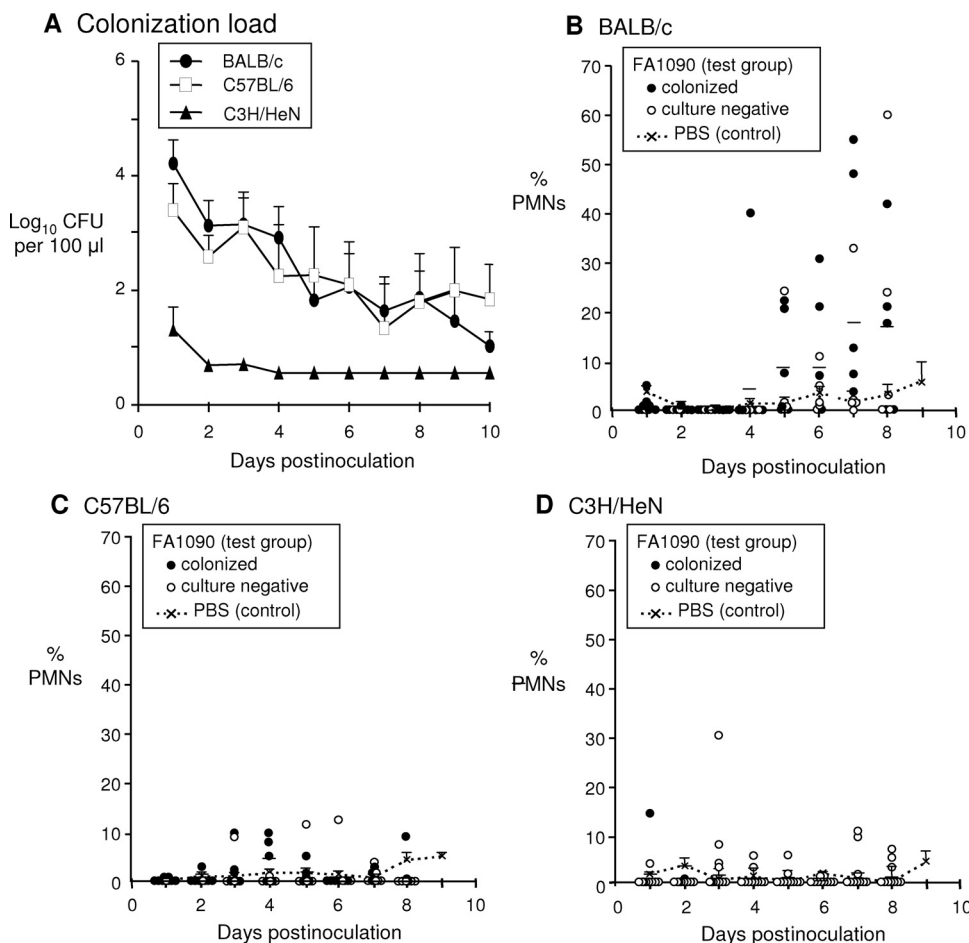 A Colonization load
BALB/c
C57BL/6
C3H/HeN
6
4
2
0
Log10 CFU
per 100 µl
2 4 6 8 10
Days postinoculation
B BALB/c
FA1090 (test group)
colonized
culture negative
PBS (control)
70
60
50
40
30
20
10
0
%
PMNs
0 2 4 6 8 10
Days postinoculation
C C57BL/6
FA1090 (test group)
colonized
culture negative
PBS (control)
70
60
50
40
30
20
10
0
%
PMNs
0 2 4 6 8 10
Days postinoculation
D C3H/HeN
FA1090 (test group)
colonized
culture negative
PBS (control)
70
60
50
40
30
20
10
0
%
PMNs
0 2 4 6 8 10
Days postinoculation